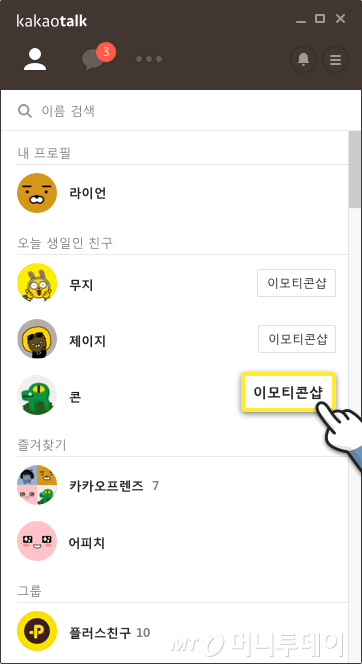 kakaotalk
3
이름 검색
내 프로필
라이언
오늘 생일인 친구
무지 이모티콘샵
제이지 이모티콘샵
콘 이모티콘샵
즐겨찾기
카카오프렌즈 7
어피치
그룹
플러스친구 10
MT 머니투데이